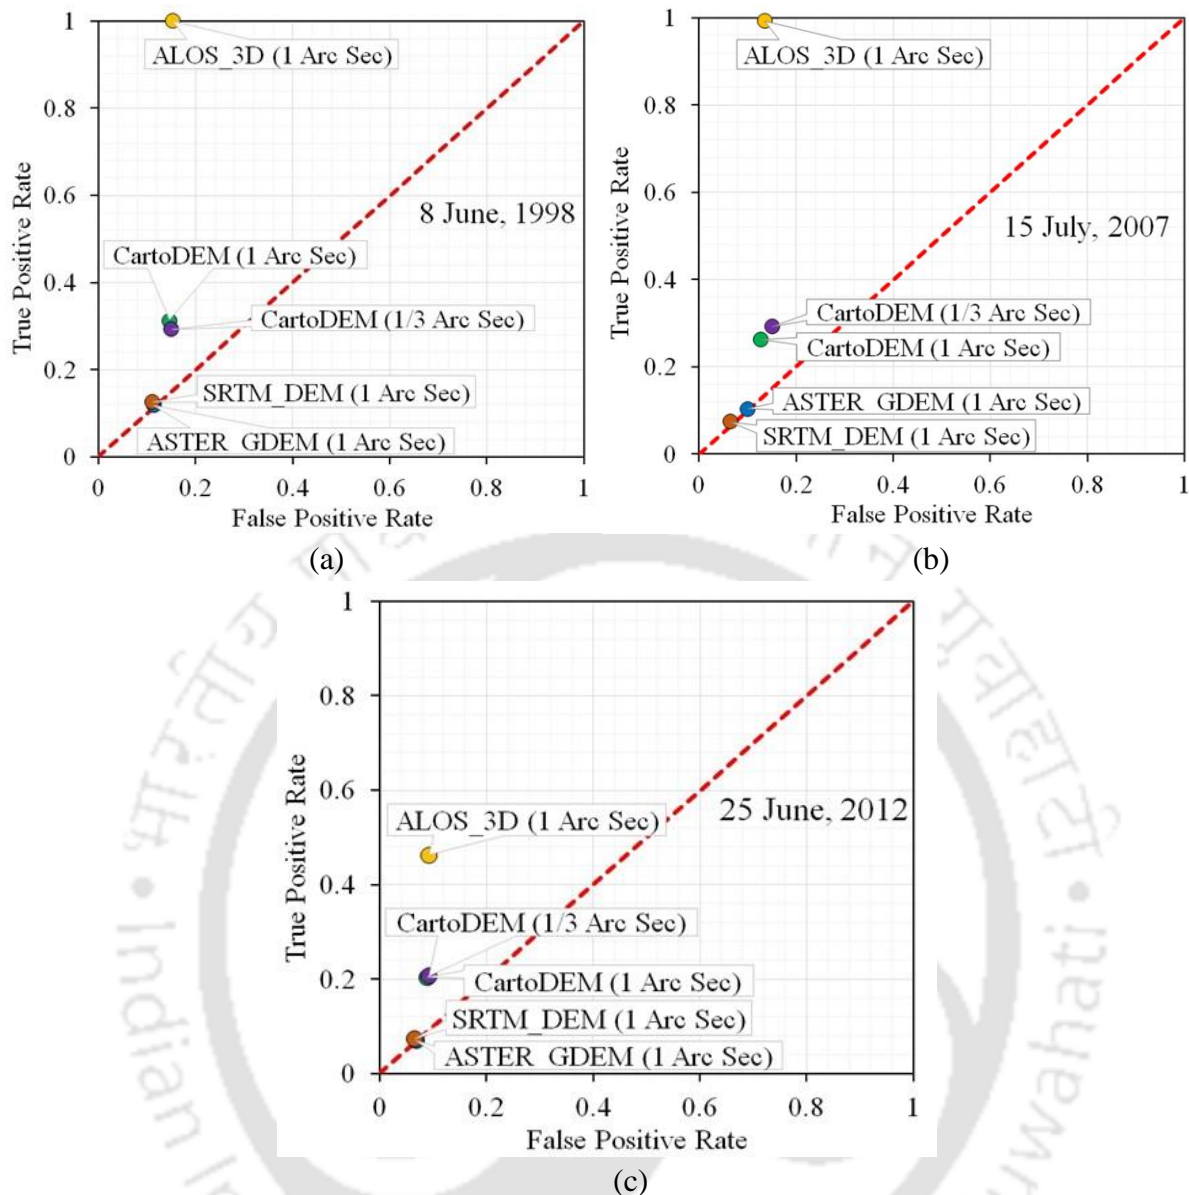 1
ALOS_3D (1 Arc Sec)
0.8
0.6
True Positive Rate
8 June, 1998
CartoDEM (1 Arc Sec)
0.4
CartoDEM (1/3 Arc Sec)
0.2
SRTM_DEM (1 Arc Sec)
ASTER GDEM (1 Arc Sec)
0
0 0.2 0.4 0.6 0.8 1
False Positive Rate
(a)
1
ALOS_3D (1 Arc Sec)
0.8
0.6
True Positive Rate
15 July, 2007
0.4
CartoDEM (1/3 Arc Sec)
CartoDEM (1 Arc Sec)
0.2
ASTER GDEM (1 Arc Sec)
SRTM_DEM (1 Arc Sec)
0
0 0.2 0.4 0.6 0.8 1
False Positive Rate
(b)
1
0.8
0.6
True Positive Rate
25 June, 2012
ALOS_3D (1 Arc Sec)
0.4
CartoDEM (1/3 Arc Sec)
0.2
CartoDEM (1 Arc Sec)
SRTM_DEM (1 Arc Sec)
ASTER GDEM (1 Arc Sec)
0
0 0.2 0.4 0.6 0.8 1
False Positive Rate
(c)
Indian